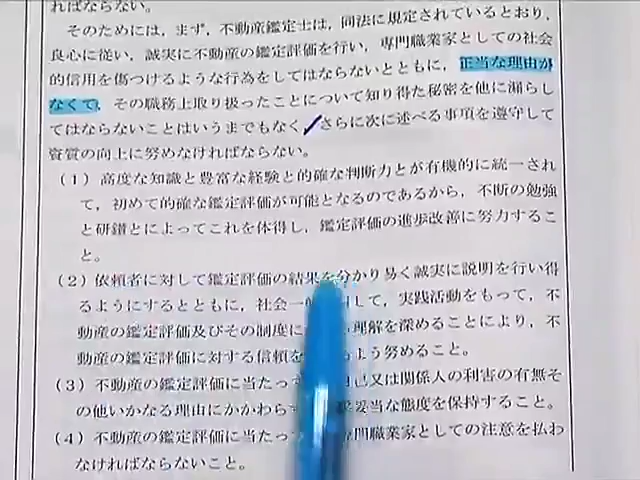 ればならない。
そのためには，まず，不動産鑑定士は，同法に規定されているとおり，
良心に従い，誠実に不動産の鑑定評価を行い，専門職業家としての社会
的信用を傷つけるような行為をしてはならないとともに，正当な理由が
なくて，その職務上取り扱ったことについて知り得た秘密を他に漏らし
てはならないことはいうまでもなく，さらに次に述べる事項を遵守して
資質の向上に努めなければならない。
（1）高度な知識と豊富な経験と的確な判断力とが有機的に統一され
て，初めて的確な鑑定評価が可能となるのであるから，不断の勉強
と研鑽とによってこれを体得し，鑑定評価の進歩改善に努力するこ
と。
（2）依頼者に対して鑑定評価の結果を分かり易く誠実に説明を行い得
るようにするとともに，社会一般 して，実践活動をもって，不
動産の鑑定評価及びその制度に 理解を深めることにより，不
動産の鑑定評価に対する信頼を よう努めること。
（3）不動産の鑑定評価に当たっ 自己又は関係人の利害の有無そ
の他いかなる理由にかかわら 妥当な態度を保持すること。
（4）不動産の鑑定評価に当たっ 専門職業家としての注意を払わ
なければならないこと。